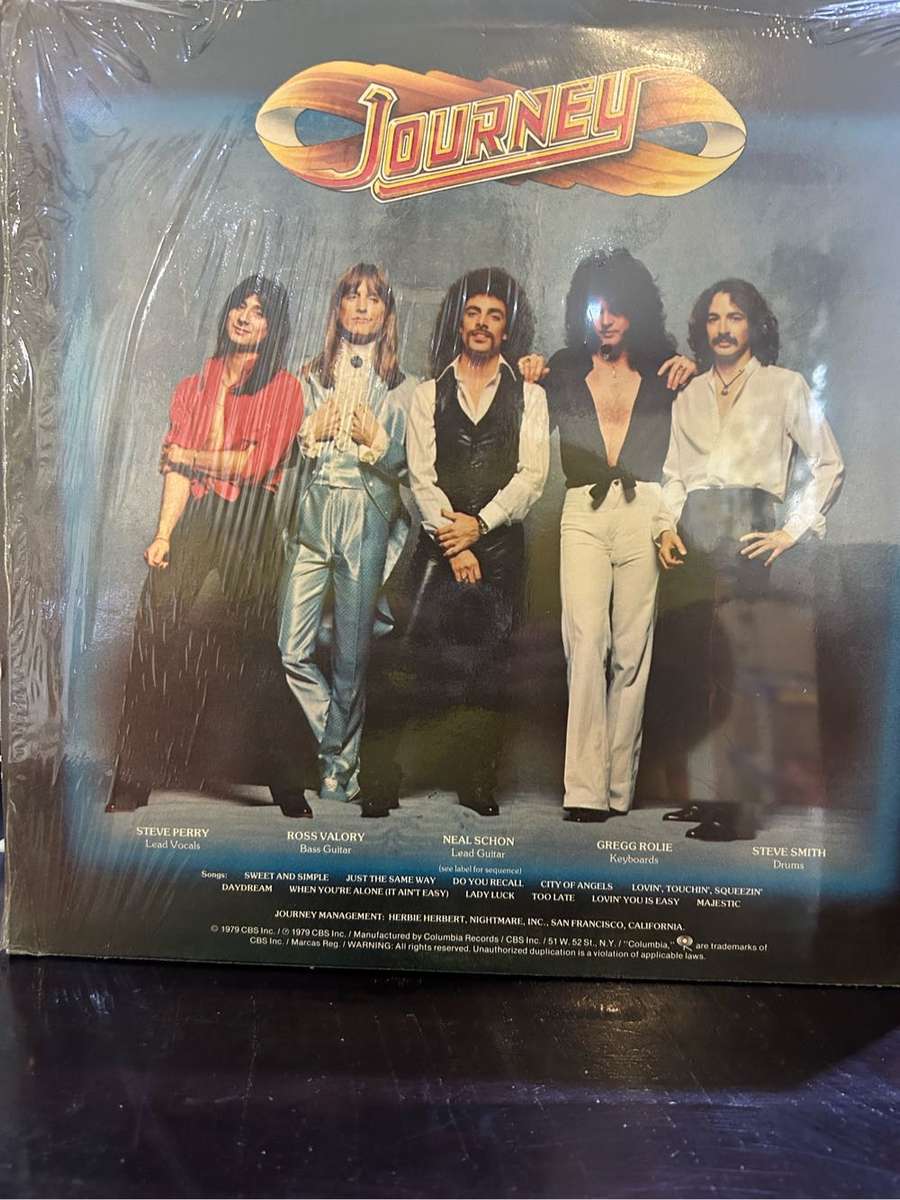 JOURNEY
STEVE PERRY
Lead Vocals
ROSS VALORY
Bass Guitar
NEAL SCHON
Lead Guitar
GREGG ROLIE
Keyboards
STEVE SMITH
Drums
(see label for sequence)
Songs: SWEET AND SIMPLE JUST THE SAME WAY DO YOU RECALL CITY OF ANGELS LOVIN', TOUCHIN', SQUEEZIN'
DAYDREAM WHEN YOU'RE ALONE (IT AIN'T EASY) LADY LUCK TOO LATE LOVIN' YOU IS EASY MAJESTIC
JOURNEY MANAGEMENT: HERBIE HERBERT, NIGHTMARE, INC., SAN FRANCISCO, CALIFORNIA.
© 1979 CBS Inc. / ℗ 1979 CBS Inc. / Manufactured by Columbia Records / CBS Inc. / 51 W. 52 St., N.Y. / "Columbia," are trademarks of
CBS Inc. / Marcas Reg. / WARNING: All rights reserved. Unauthorized duplication is a violation of applicable laws.